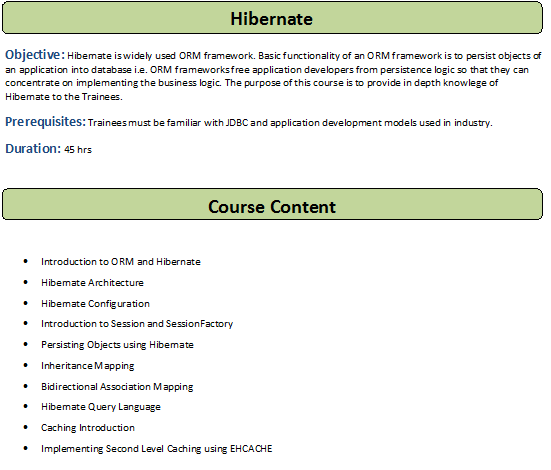 Hibernate
Objective: Hibernate is widely used ORM framework. Basic functionality of an ORM framework is to persist objects of
an application into database i.e. ORM frameworks free application developers from persistence logic so that they can
concentrate on implementing the business logic. The purpose of this course is to provide in depth knowlege of
Hibernate to the Trainees.
Prerequisites: Trainees must be familiar with JDBC and application development models used in industry.
Duration: 45 hrs
Course Content
• Introduction to ORM and Hibernate
• Hibernate Architecture
• Hibernate Configuration
• Introduction to Session and SessionFactory
• Persisting Objects using Hibernate
• Inheritance Mapping
• Bidirectional Association Mapping
• Hibernate Query Language
• Caching Introduction
• Implementing Second Level Caching using EHCACHE